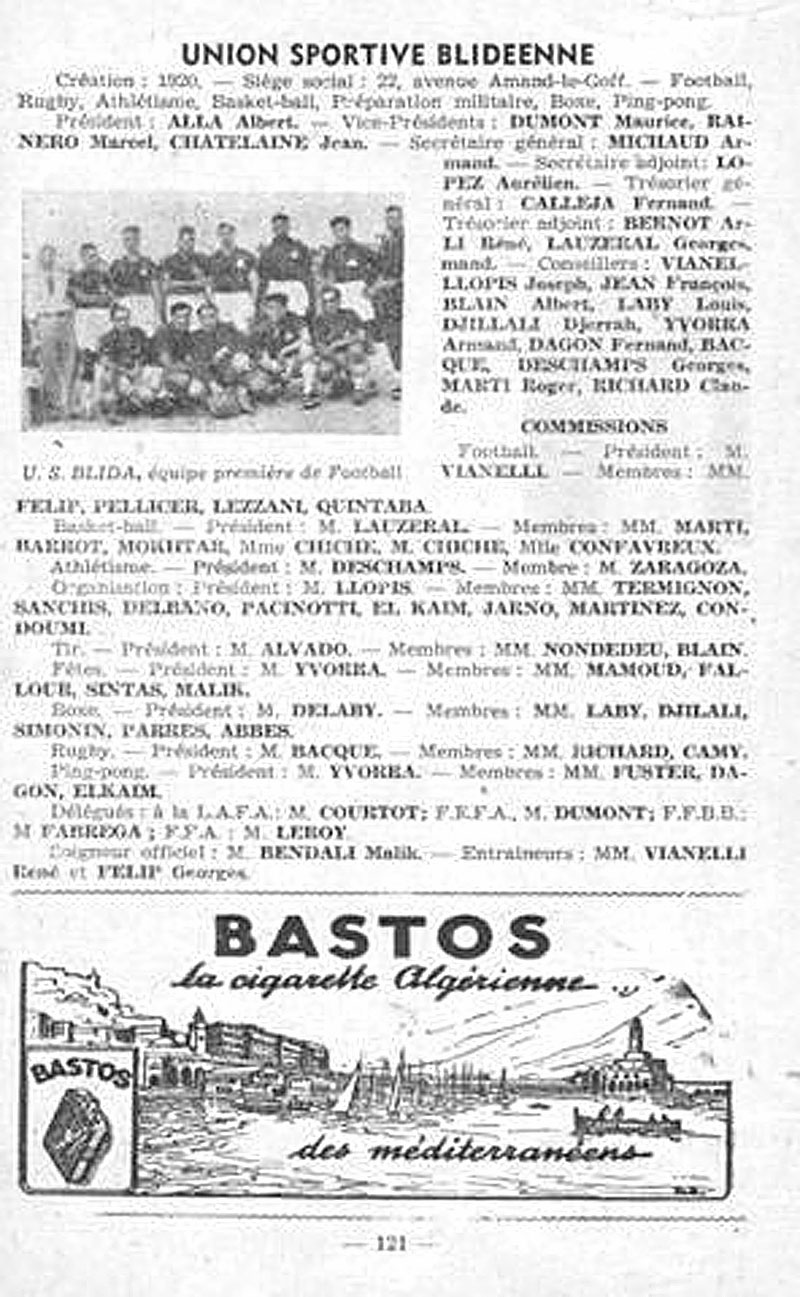 UNION SPORTIVE BLIDEENNE
Création : 1920. — Siège social : 22, avenue Amand-le-Goff. — Football,
Rugby, Athlétisme, Basket-ball, Préparation militaire, Boxe, Ping-pong.
Président : ALLA Albert. — Vice-Présidents : DUMONT Maurice, RAI-
NERO Marcel, CHATELAINE Jean. — Secrétaire général : MICHAUD Ar-
mand. — Secrétaire adjoint : LO-
PEZ Aurélien. — Trésorier gé-
néral : CALLEJA Fernand. —
Trésorier adjoint : BERNOT Ar-
LI René, LAUZERAL Georges,
mand. — Conseillers : VIANEL-
LLOPIS Joseph, JEAN François,
BLAIN Albert, LABY Louis,
DJILLALI Djerrah, YVORRA
Armand, DAGON Fernand, BAC-
QUE, DESCHAMPS Georges,
MARTI Roger, RICHARD Clau-
de.
COMMISSIONS
Football. — Président : M.
VIANELLI. — Membres : MM.
U. S. BLIDA, équipe première de Football
FELIP, PELLICER, LEZZANI, QUINTABA.
Basket-ball. — Président : M. LAUZERAL. — Membres : MM. MARTI,
BARROT, MOKHTAR, Mme CHICHE, M. CHICHE, Mlle CONFAVREUX.
Athlétisme. — Président : M. DESCHAMPS. — Membre : M. ZARAGOZA.
Organisation : Président : M. LLOPIS. — Membres : MM. TERMIGNON,
SANCHIS, DELBANO, PACINOTTI, EL KAIM, JARNO, MARTINEZ, CON-
DOUMI.
Tir. — Président : M. ALVADO. — Membres : MM. NONDEDEU, BLAIN.
Fêtes. — Président : M. YVORRA. — Membres : MM. MAMOUD, FAL-
LOUR, SINTAS, MALIK.
Boxe. — Président : M. DELABY. — Membres : MM. LABY, DJILALI,
SIMONIN, PARRES, ABBES.
Rugby. — Président : M. BACQUE. — Membres : MM. RICHARD, CAMY.
Ping-pong. — Président : M. YVORRA. — Membres : MM. FUSTER, DA-
GON, ELKAIM.
Délégués : à la L.A.F.A.: M. COURTOT; F.F.F.A., M. DUMONT; F.F.B.B.:
M FABREGA ; F.F.A. : M. LEROY.
Soigneur officiel : M. BENDALI Malik. — Entraineurs : MM. VIANELLI
René et FELIP Georges.
BASTOS
la cigarette Algérienne
BASTOS
des méditerranéens
— 121 —